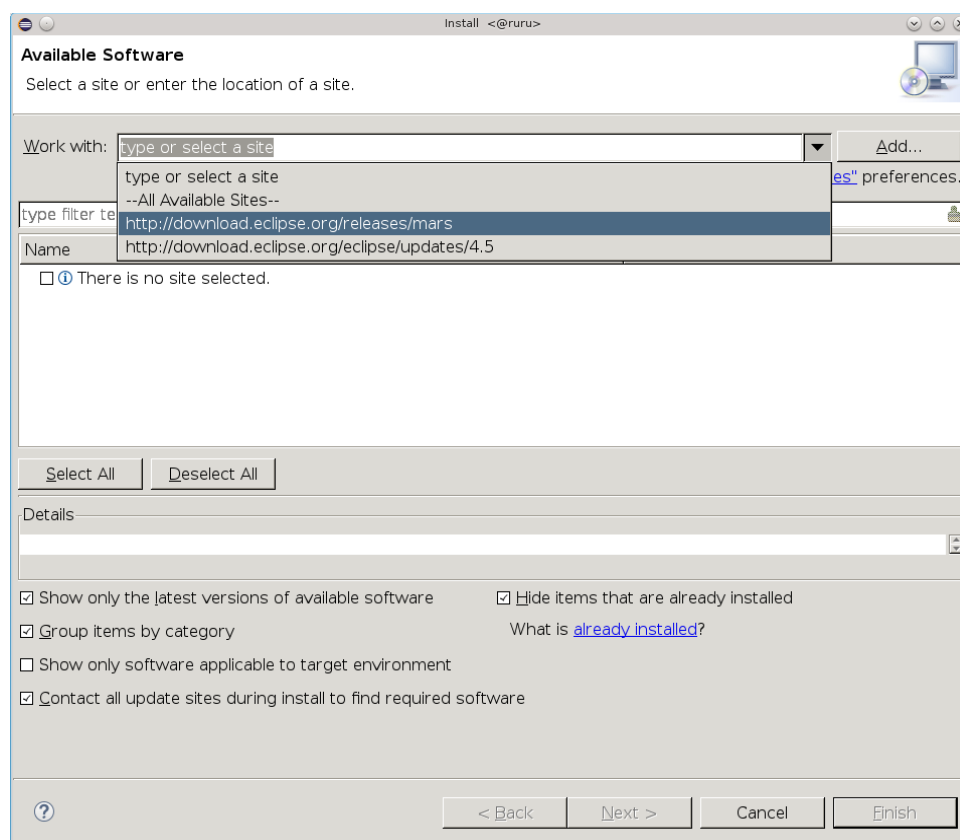 Install <@ruru>
Available Software
Select a site or enter the location of a site.
Work with: type or select a site Add...
type or select a site
es" preferences.
--All Available Sites--
type filter te
http://download.eclipse.org/releases/mars
http://download.eclipse.org/eclipse/updates/4.5
Name
There is no site selected.
Select All Deselect All
Details
Show only the latest versions of available software Hide items that are already installed
Group items by category What is already installed?
Show only software applicable to target environment
Contact all update sites during install to find required software
? < Back Next > Cancel Finish